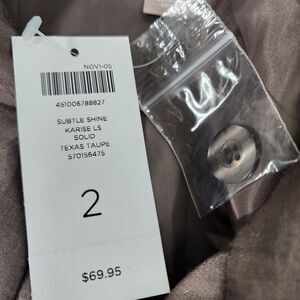 NOV1-05
451006788827
SUBTLE SHINE
KARISE LS
SOLID
TEXAS TAUPE
570156475
2
$69.95